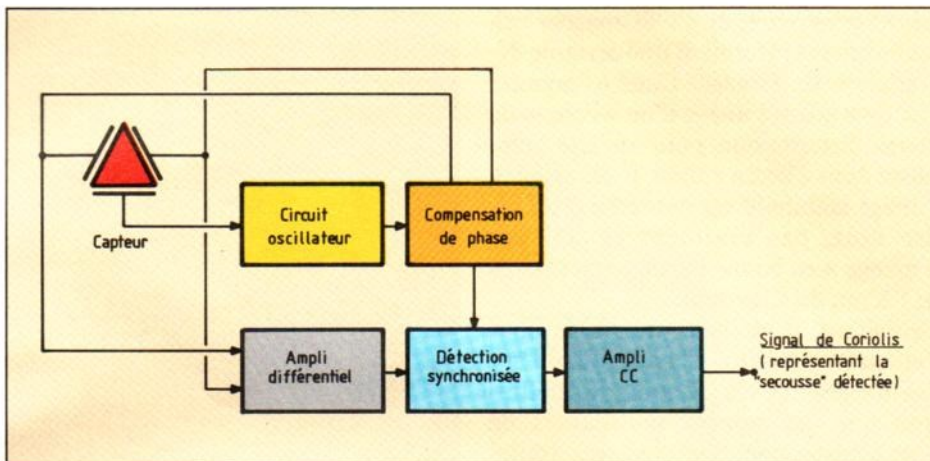 Capteur
Circuit
oscillateur
Compensation
de phase
Ampli
différentiel
Détection
synchronisée
Ampli
CC
Signal de Coriolis
(représentant la
"secousse" détectée)